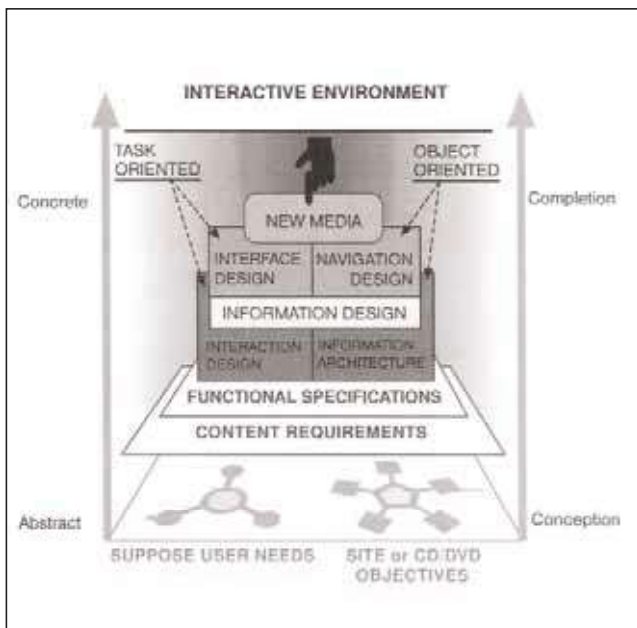 INTERACTIVE ENVIRONMENT
TASK
ORIENTED
OBJECT
ORIENTED
Concrete
Completion
NEW MEDIA
INTERFACE
DESIGN
NAVIGATION
DESIGN
INFORMATION DESIGN
INTERACTION
DESIGN
INFORMATION
ARCHITECTURE
FUNCTIONAL SPECIFICATIONS
CONTENT REQUIREMENTS
Abstract
Conception
SUPPOSE USER NEEDS
SITE or CD/DVD
OBJECTIVES